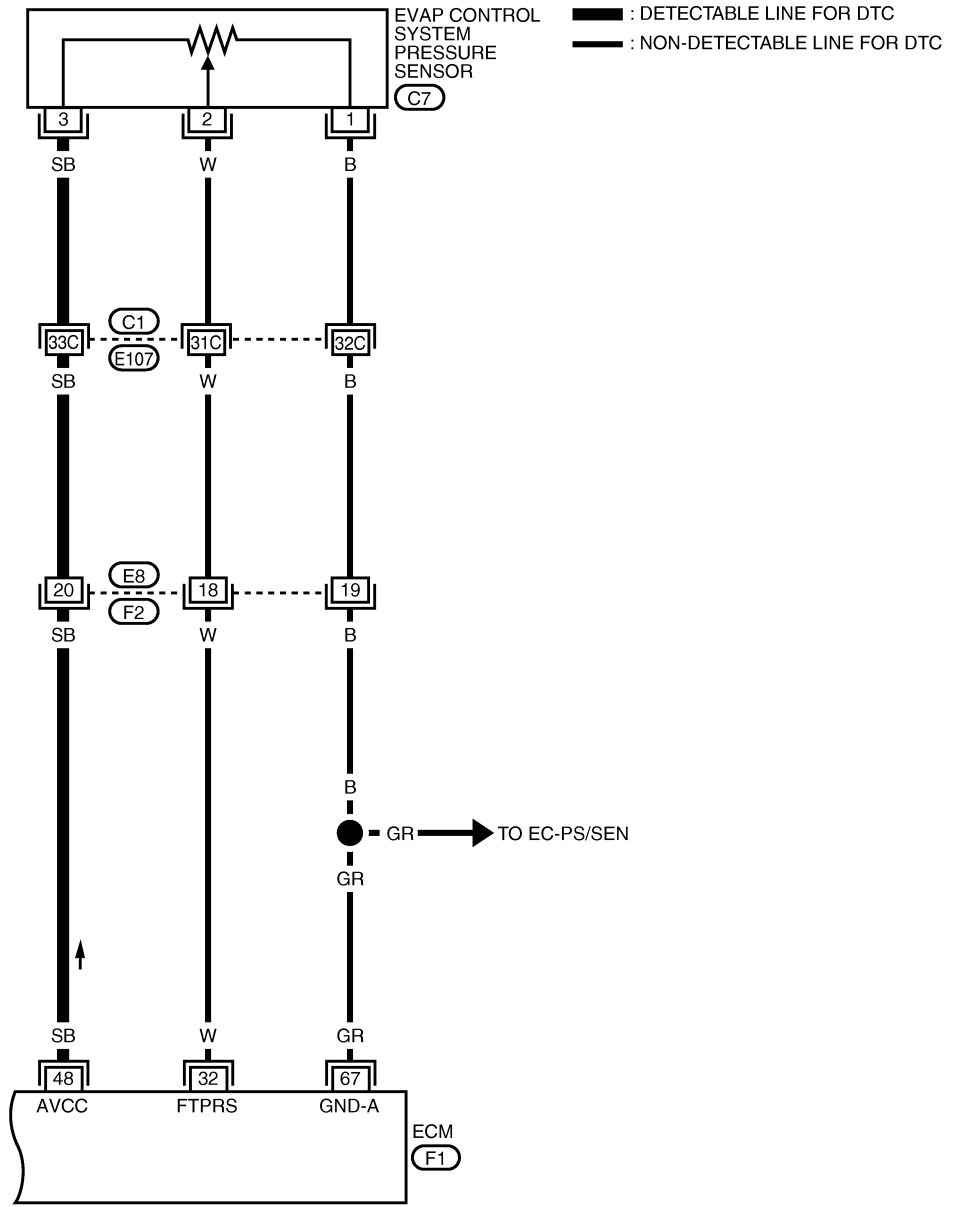 EVAP CONTROL
SYSTEM
PRESSURE
SENSOR
C7
: DETECTABLE LINE FOR DTC
: NON-DETECTABLE LINE FOR DTC
3 2 1
SB W B
C1
33C 31C 32C
E107
SB W B
E8
20 18 19
F2
SB W B
B
GR TO EC-PS/SEN
GR
SB W GR
48 32 67
AVCC FTPRS GND-A
ECM
F1